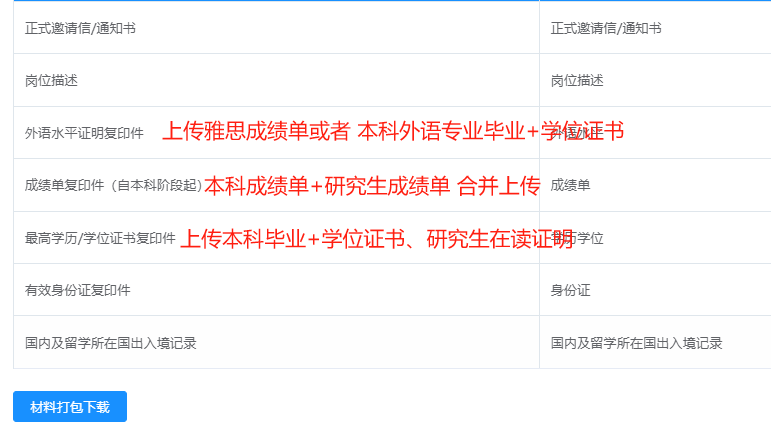 正式邀请信/通知书 正式邀请信/通知书
岗位描述 岗位描述
外语水平证明复印件 上传雅思成绩单或者 本科外语专业毕业+学位证书 外语水平
成绩单复印件（自本科阶段起） 本科成绩单+研究生成绩单 合并上传 成绩单
最高学历/学位证书复印件 上传本科毕业+学位证书、研究生在读证明 学历学位
有效身份证复印件 身份证
国内及留学所在国出入境记录 国内及留学所在国出入境记录
材料打包下载